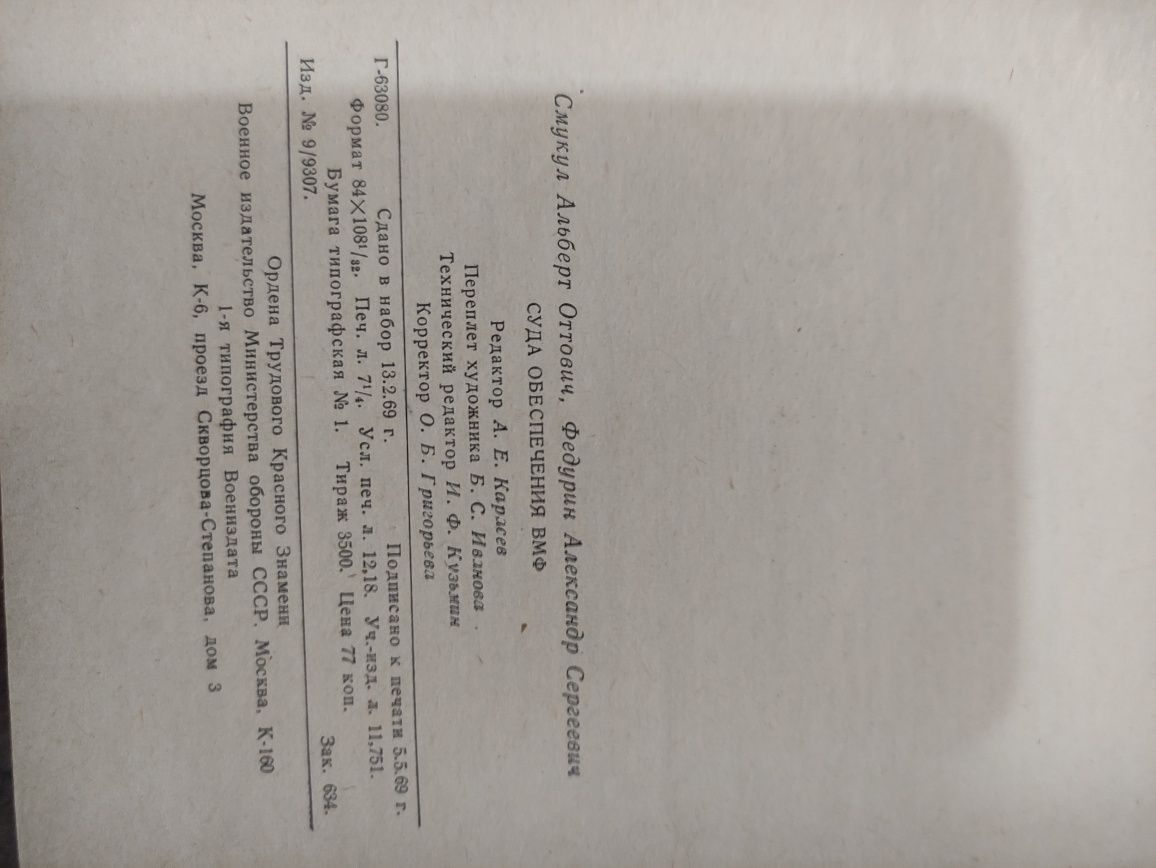 Смукул Альберт Оттович, Федурин Александр Сергеевич
СУДА ОБЕСПЕЧЕНИЯ ВМФ
Редактор А. Е. Карлсев
Переплет художника Б. С. Иванова
Технический редактор И. Ф. Кузьмин
Корректор О. Б. Григорьева
Г-63080. Сдано в набор 13.2.69 г. Подписано к печати 5.5.69 г.
Формат 84×108¹/₃₂. Печ. л. 7¹/₄. Усл. печ. л. 12,18. Уч.-изд. л. 11,751.
Бумага типографская № 1. Тираж 3500. Цена 77 коп.
Изд. № 9/9307. Зак. 634.
Ордена Трудового Красного Знамени
Военное издательство Министерства обороны СССР. Москва, К-160
1-я типография Воениздата
Москва, К-6, проезд Скворцова-Степанова, дом 3